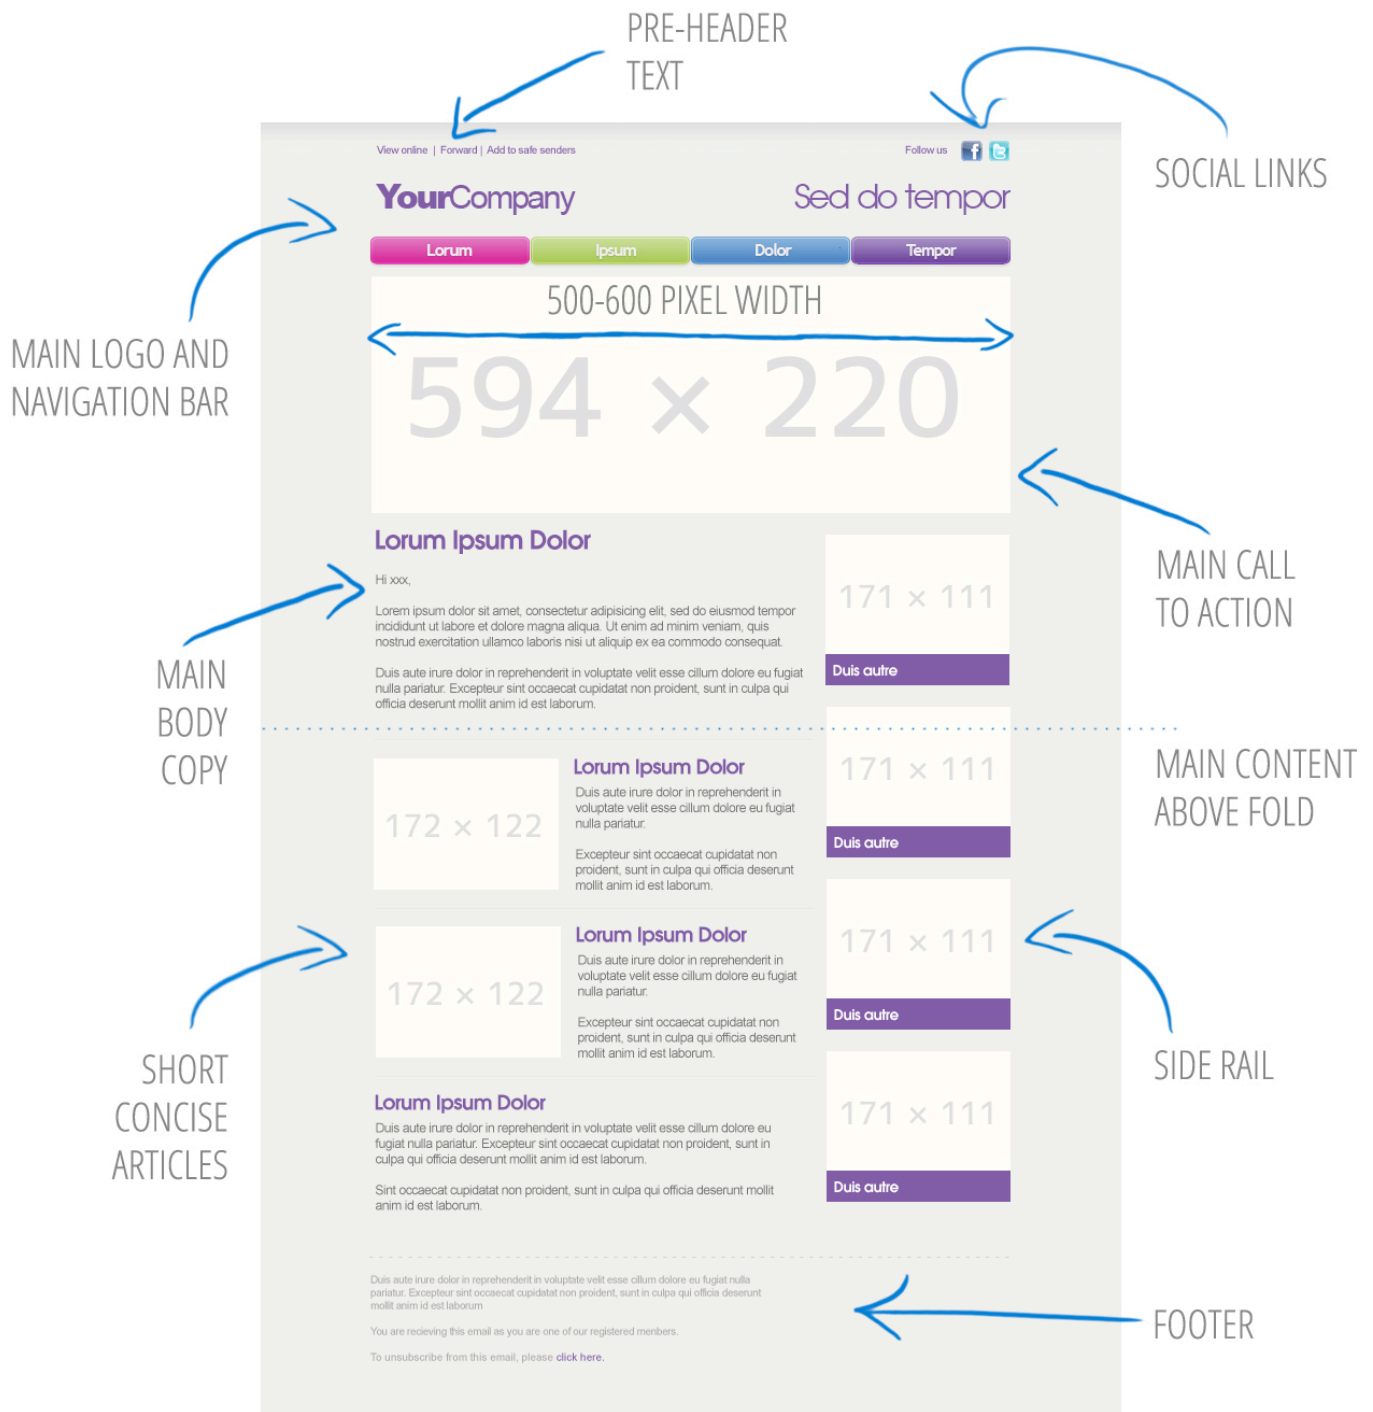 PRE-HEADER
TEXT
SOCIAL LINKS
View online | Forward | Add to safe senders
Follow us
YourCompany
Sed do tempor
Lorum
Ipsum
Dolor
Tempor
MAIN LOGO AND
NAVIGATION BAR
500-600 PIXEL WIDTH
594 × 220
MAIN CALL
TO ACTION
Lorum Ipsum Dolor
Hi xxx,
Lorem ipsum dolor sit amet, consectetur adipisicing elit, sed do eiusmod tempor
incididunt ut labore et dolore magna aliqua. Ut enim ad minim veniam, quis
nostrud exercitation ullamco laboris nisi ut aliquip ex ea commodo consequat.
Duis aute irure dolor in reprehenderit in voluptate velit esse cillum dolore eu fugiat
nulla pariatur. Excepteur sint occaecat cupidatat non proident, sunt in culpa qui
officia deserunt mollit anim id est laborum.
171 × 111
Duis autre
MAIN
BODY
COPY
MAIN CONTENT
ABOVE FOLD
171 × 111
Duis autre
172 × 122
Lorum Ipsum Dolor
Duis aute irure dolor in reprehenderit in
voluptate velit esse cillum dolore eu fugiat
nulla pariatur.
Excepteur sint occaecat cupidatat non
proident, sunt in culpa qui officia deserunt
mollit anim id est laborum.
172 × 122
Lorum Ipsum Dolor
Duis aute irure dolor in reprehenderit in
voluptate velit esse cillum dolore eu fugiat
nulla pariatur.
Excepteur sint occaecat cupidatat non
proident, sunt in culpa qui officia deserunt
mollit anim id est laborum.
171 × 111
Duis autre
SIDE RAIL
SHORT
CONCISE
ARTICLES
Lorum Ipsum Dolor
Duis aute irure dolor in reprehenderit in voluptate velit esse cillum dolore eu
fugiat nulla pariatur. Excepteur sint occaecat cupidatat non proident, sunt in
culpa qui officia deserunt mollit anim id est laborum.
Sint occaecat cupidatat non proident, sunt in culpa qui officia deserunt mollit
anim id est laborum.
171 × 111
Duis autre
Duis aute irure dolor in reprehenderit in voluptate velit esse cillum dolore eu fugiat nulla
pariatur. Excepteur sint occaecat cupidatat non proident, sunt in culpa qui officia deserunt
mollit anim id est laborum
You are recieving this email as you are one of our registered menbers.
To unsubscribe from this email, please click here.
FOOTER